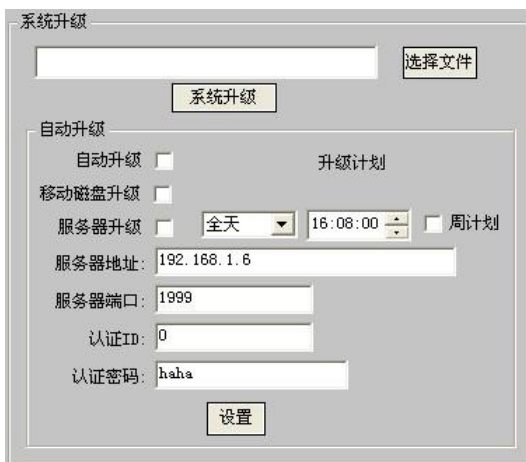 系统升级
选择文件
系统升级
自动升级
自动升级 升级计划
移动磁盘升级
服务器升级 全天 16:08:00 周计划
服务器地址: 192.168.1.6
服务器端口: 1999
认证ID: 0
认证密码: haha
设置